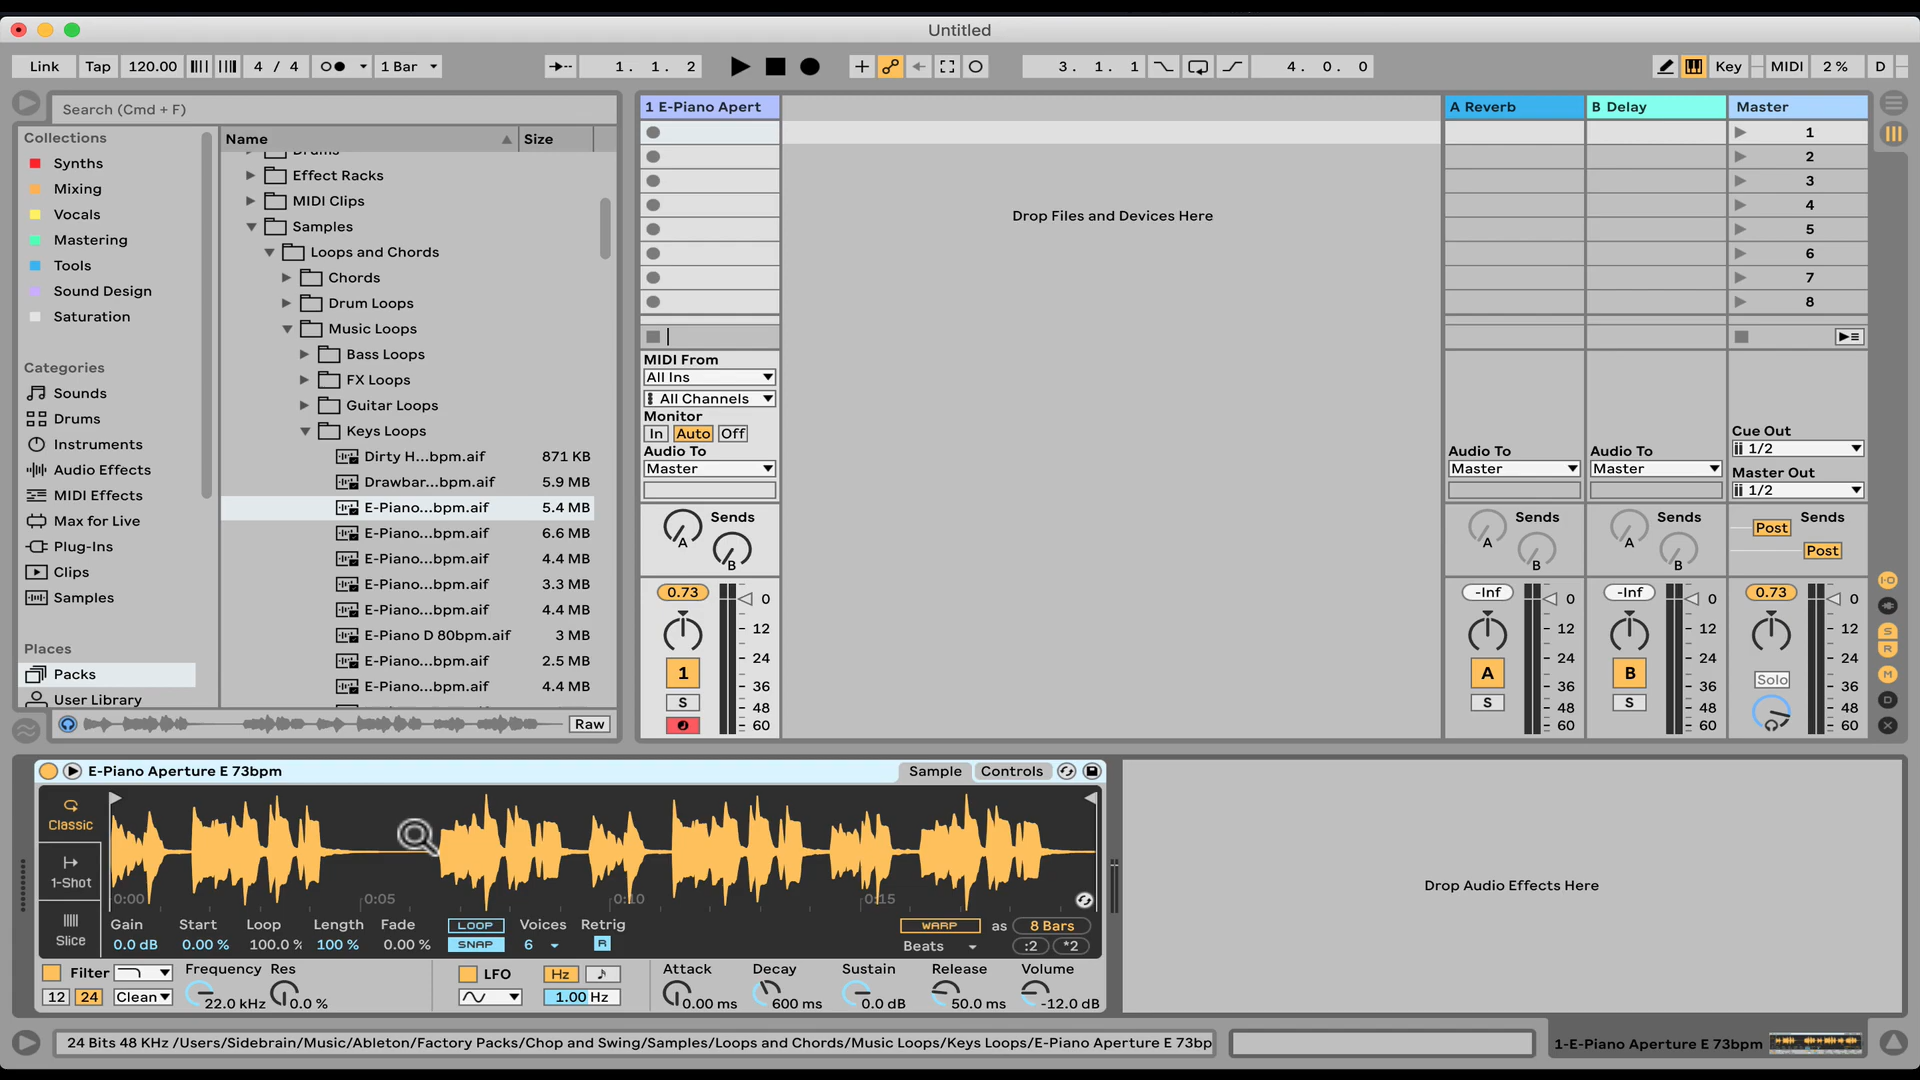 Untitled
Link Tap 120.00 4 / 4 1 Bar 1. 1. 2 3. 1. 1 4. 0. 0 Key MIDI 2 % D
Search (Cmd + F)
Collections
Synths
Mixing
Vocals
Mastering
Tools
Sound Design
Saturation
Categories
Sounds
Drums
Instruments
Audio Effects
MIDI Effects
Max for Live
Plug-Ins
Clips
Samples
Places
Packs
User Library
Name Size
Drums
Effect Racks
MIDI Clips
Samples
Loops and Chords
Chords
Drum Loops
Music Loops
Bass Loops
FX Loops
Guitar Loops
Keys Loops
Dirty H...bpm.aif 871 KB
Drawbar...bpm.aif 5.9 MB
E-Piano...bpm.aif 5.4 MB
E-Piano...bpm.aif 6.6 MB
E-Piano...bpm.aif 4.4 MB
E-Piano...bpm.aif 3.3 MB
E-Piano...bpm.aif 4.4 MB
E-Piano D 80bpm.aif 3 MB
E-Piano...bpm.aif 2.5 MB
E-Piano...bpm.aif 4.4 MB
Raw
1 E-Piano Apert
MIDI From
All Ins
All Channels
Monitor
In Auto Off
Audio To
Master
Sends
A
B
0.73
0
12
24
1
36
S 48
60
Drop Files and Devices Here
A Reverb
Audio To
Master
Sends
A
B
-Inf
0
12
24
A
36
S 48
60
B Delay
Audio To
Master
Sends
A
B
-Inf
0
12
24
B
36
S 48
60
Master
1
2
3
4
5
6
7
8
Cue Out
1/2
Master Out
1/2
Sends
Post
Post
0.73
0
12
24
Solo 36
48
60
I-O
S
R
M
D
X
E-Piano Aperture E 73bpm Sample Controls
Classic
1-Shot
Slice
0:00 0:05 0:10 0:15
Gain Start Loop Length Fade LOOP Voices Retrig WARP as 8 Bars
0.0 dB 0.00 % 100.0 % 100 % 0.00 % SNAP 6 R Beats :2 *2
Filter Frequency Res LFO Hz Attack Decay Sustain Release Volume
12 24 Clean 22.0 kHz 0.0 % 1.00 Hz 0.00 ms 600 ms 0.0 dB 50.0 ms -12.0 dB
Drop Audio Effects Here
24 Bits 48 KHz /Users/Sidebrain/Music/Ableton/Factory Packs/Chop and Swing/Samples/Loops and Chords/Music Loops/Keys Loops/E-Piano Aperture E 73bp
1-E-Piano Aperture E 73bpm